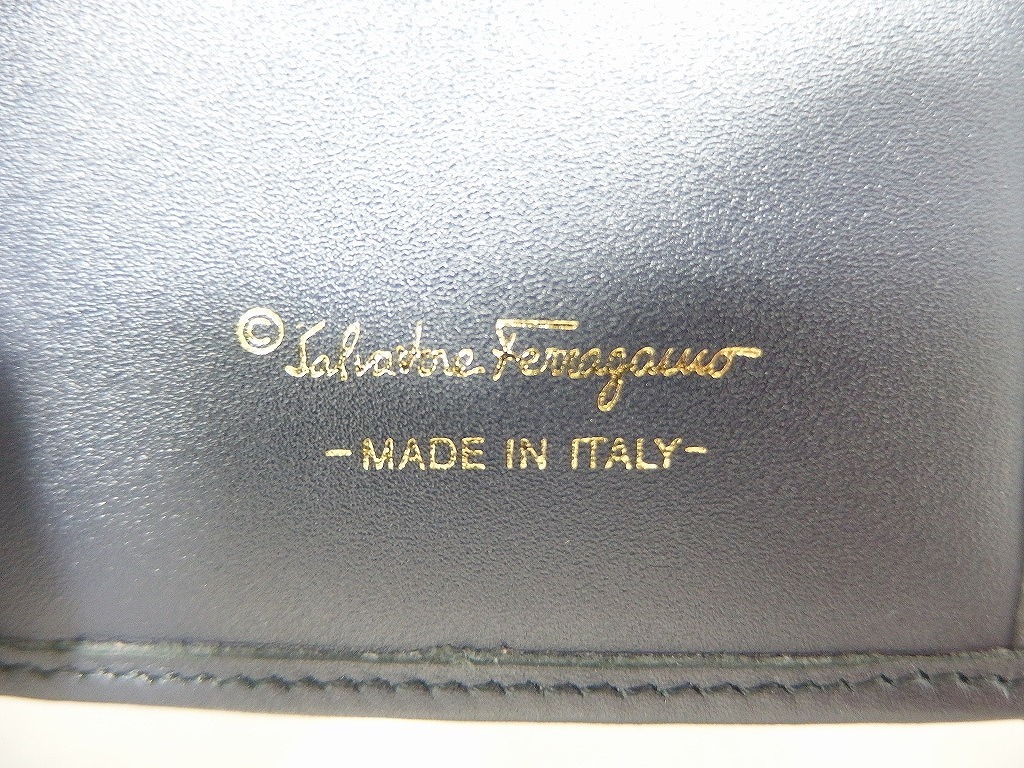 © Salvatore Ferragamo
-MADE IN ITALY-